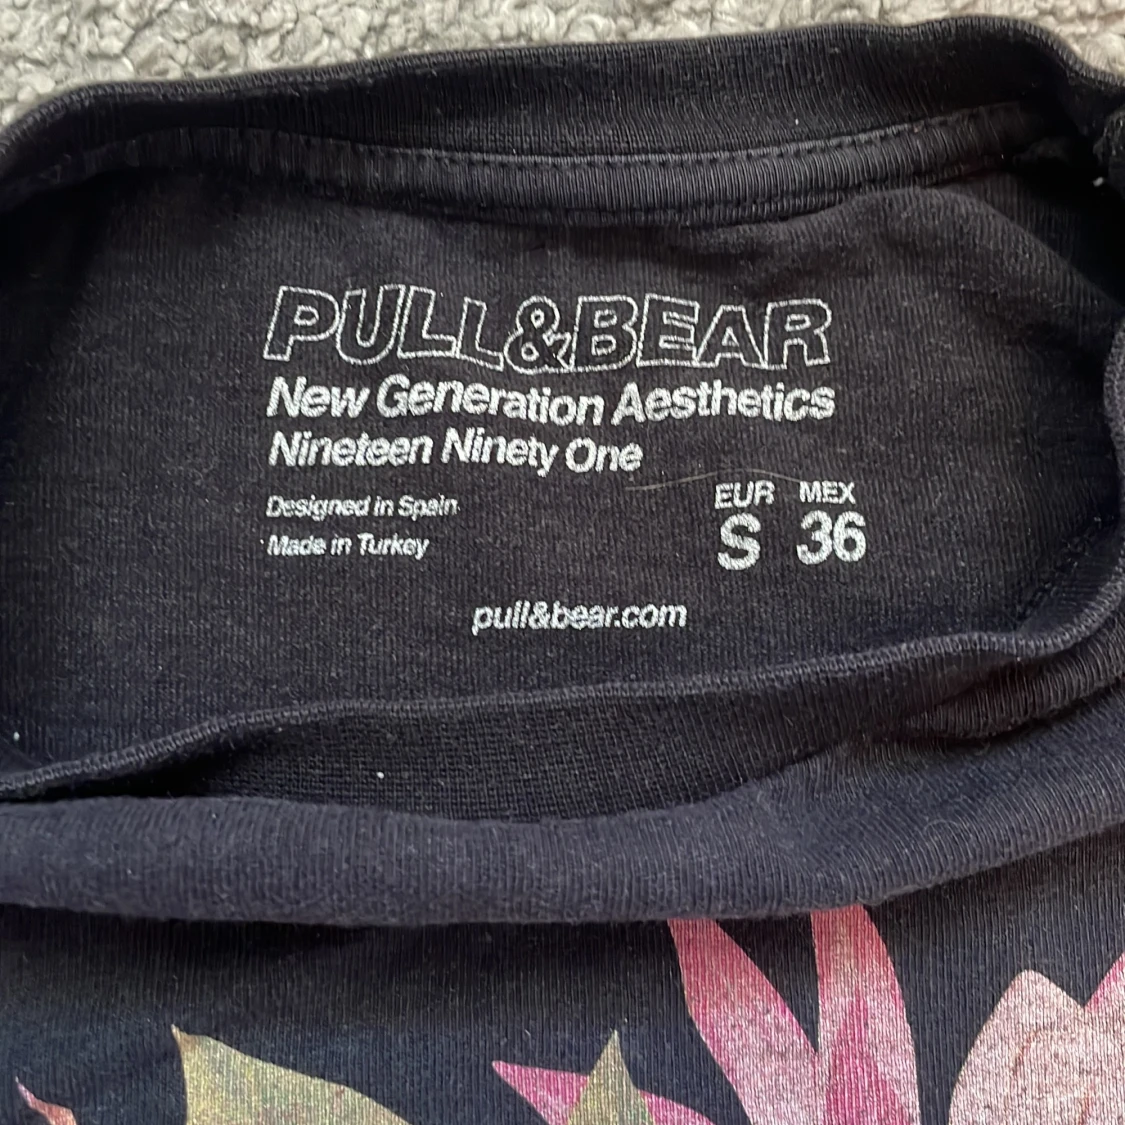 PULL&BEAR
New Generation Aesthetics
Nineteen Ninety One
Designed in Spain
Made in Turkey
EUR MEX
S 36
pull&bear.com